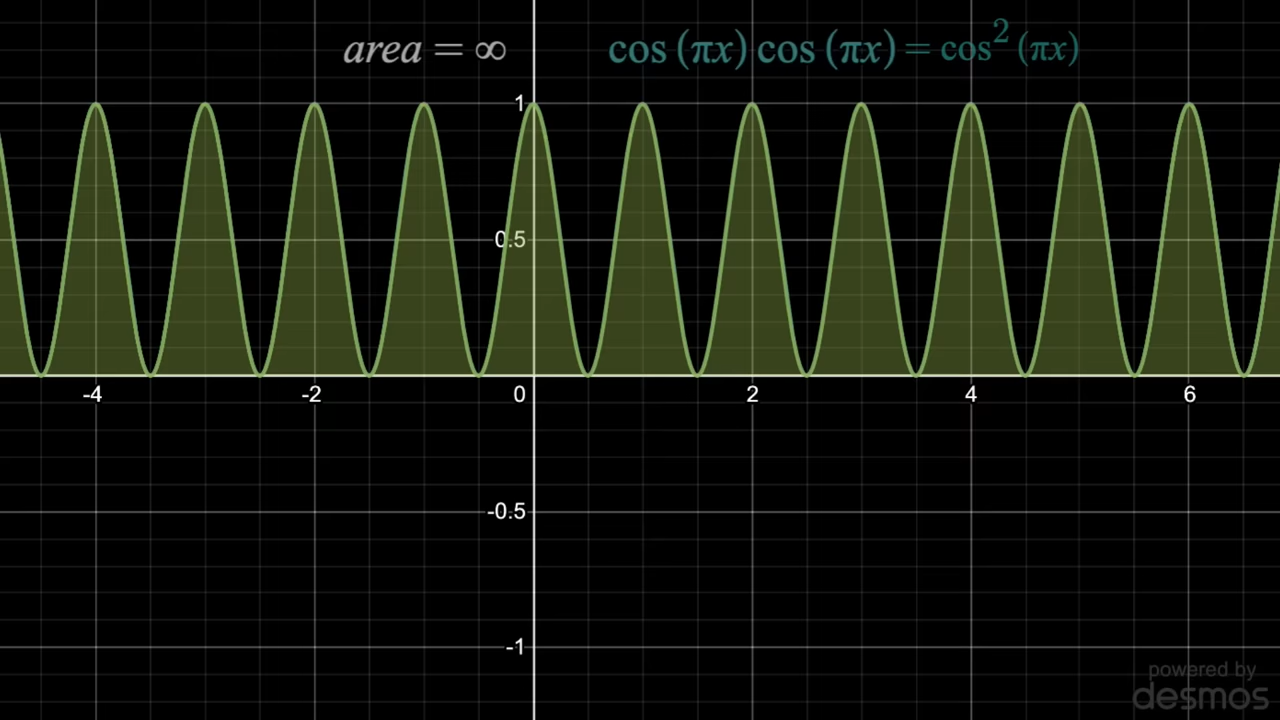 area = ∞
cos (πx) cos (πx) = cos² (πx)
1
0.5
-4 -2 0 2 4 6
-0.5
-1
powered by
desmos